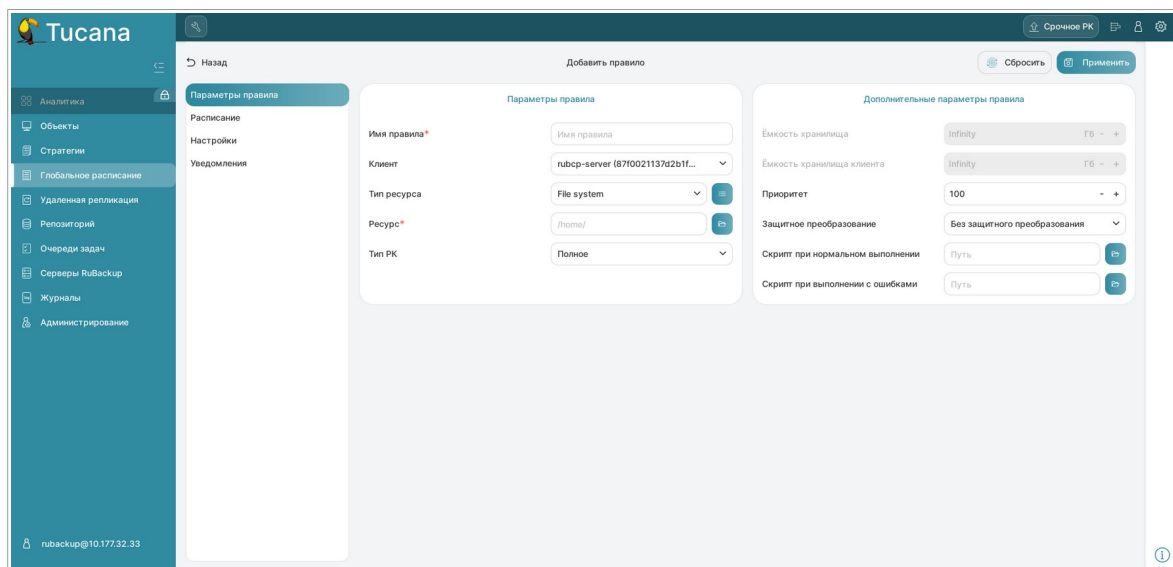 Tucana
Срочное РК
Назад
Добавить правило
Сбросить
Применить
Аналитика
Объекты
Стратегии
Глобальное расписание
Удаленная репликация
Репозиторий
Очереди задач
Серверы RuBackup
Журналы
Администрирование
rubackup@10.177.32.33
Параметры правила
Расписание
Настройки
Уведомления
Параметры правила
Имя правила* Имя правила
Клиент rubcp-server (87f0021137d2b1f...
Тип ресурса File system
Ресурс* /home/
Тип РК Полное
Дополнительные параметры правила
Ёмкость хранилища Infinity Гб - +
Ёмкость хранилища клиента Infinity Гб - +
Приоритет 100 - +
Защитное преобразование Без защитного преобразования
Скрипт при нормальном выполнении Путь
Скрипт при выполнении с ошибками Путь